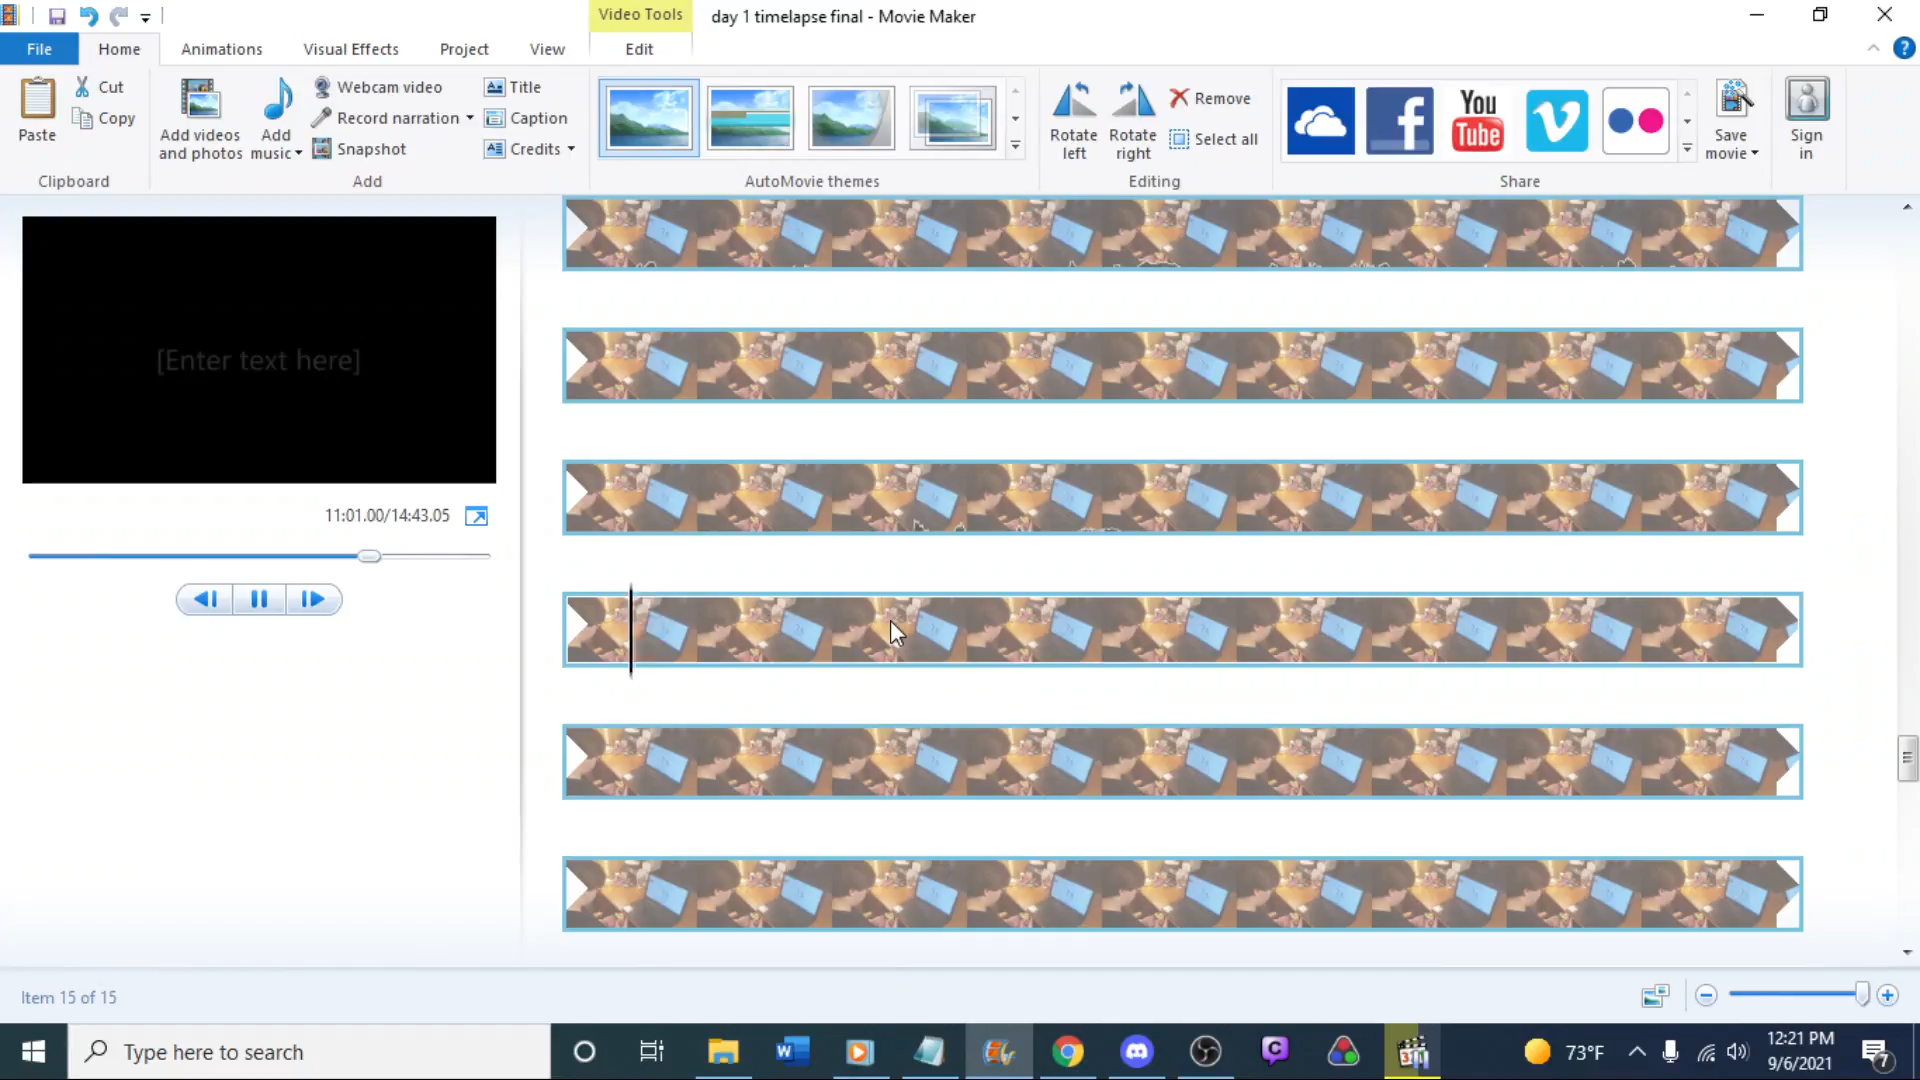 Video Tools
day 1 timelapse final - Movie Maker
File
Home
Animations
Visual Effects
Project
View
Edit
Paste
Cut
Copy
Clipboard
Add videos
and photos
Add
music
Webcam video
Record narration
Snapshot
Title
Caption
Credits
Add
AutoMovie themes
Rotate
left
Rotate
right
Remove
Select all
Editing
You
Tube
Share
Save
movie
Sign
in
[Enter text here]
11:01.00/14:43.05
Item 15 of 15
Type here to search
73°F
12:21 PM
9/6/2021
7